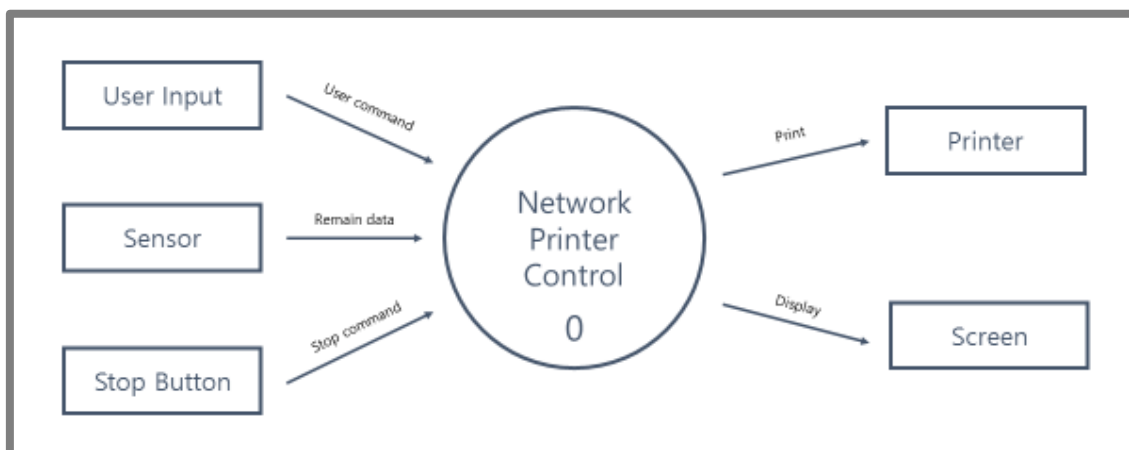 User Input
User command
Sensor
Remain data
Stop Button
Stop command
Network
Printer
Control
0
Print
Printer
Display
Screen